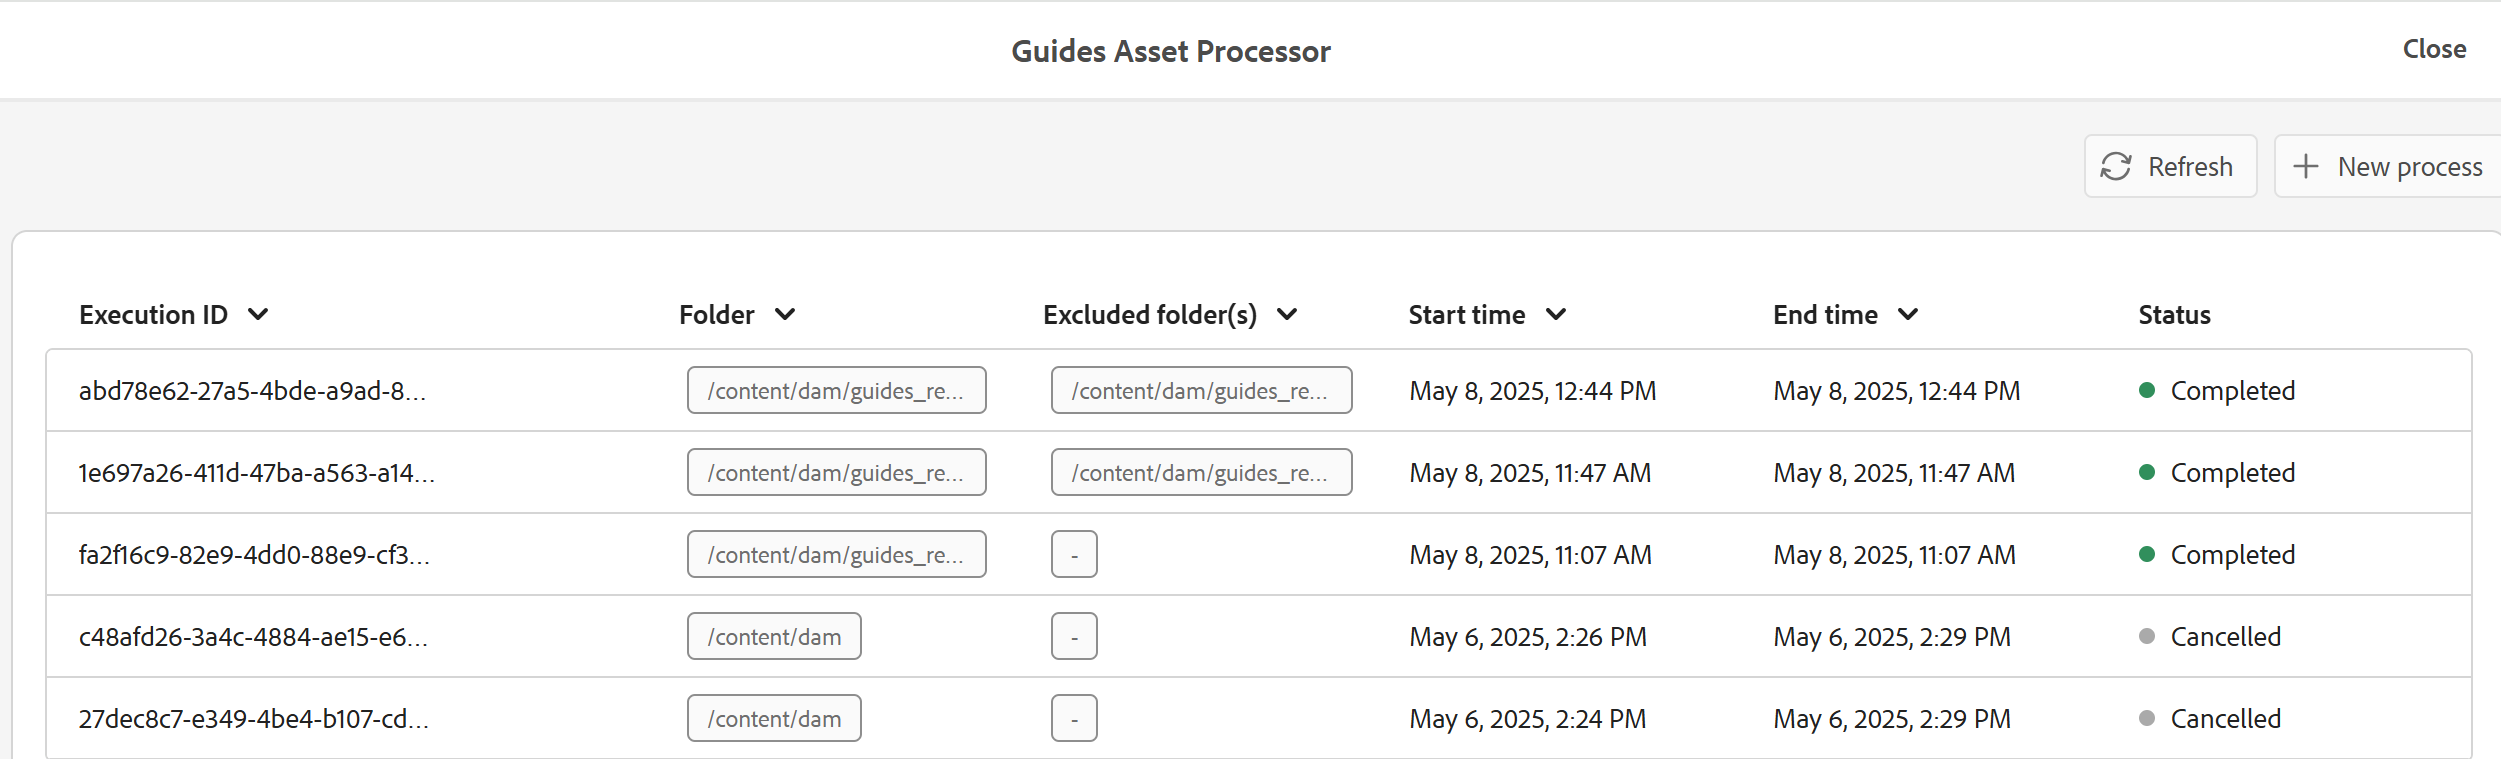 Guides Asset Processor
Close
Refresh
New process
Execution ID Folder Excluded folder(s) Start time End time Status
abd78e62-27a5-4bde-a9ad-8... /content/dam/guides_re... /content/dam/guides_re... May 8, 2025, 12:44 PM May 8, 2025, 12:44 PM Completed
1e697a26-411d-47ba-a563-a14... /content/dam/guides_re... /content/dam/guides_re... May 8, 2025, 11:47 AM May 8, 2025, 11:47 AM Completed
fa2f16c9-82e9-4dd0-88e9-cf3... /content/dam/guides_re... - May 8, 2025, 11:07 AM May 8, 2025, 11:07 AM Completed
c48afd26-3a4c-4884-ae15-e6... /content/dam - May 6, 2025, 2:26 PM May 6, 2025, 2:29 PM Cancelled
27dec8c7-e349-4be4-b107-cd... /content/dam - May 6, 2025, 2:24 PM May 6, 2025, 2:29 PM Cancelled